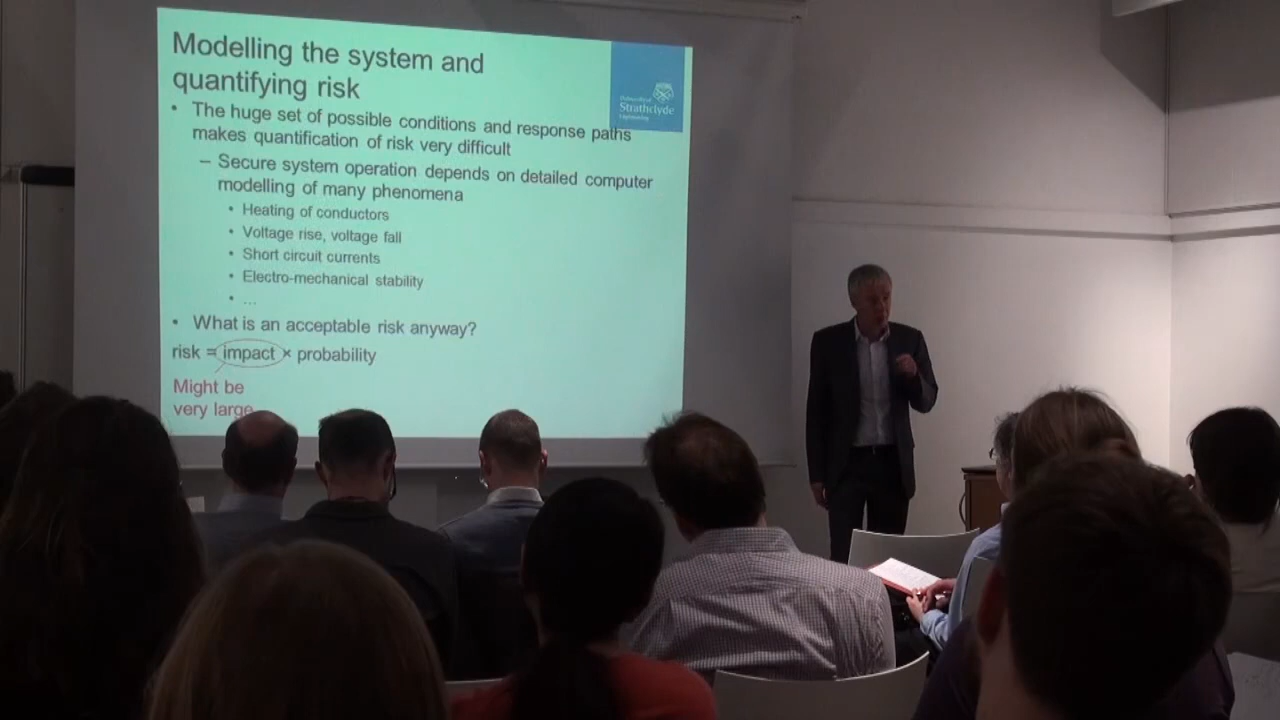 Modelling the system and
quantifying risk
University of
Strathclyde
Engineering
• The huge set of possible conditions and response paths
makes quantification of risk very difficult
– Secure system operation depends on detailed computer
modelling of many phenomena
• Heating of conductors
• Voltage rise, voltage fall
• Short circuit currents
• Electro-mechanical stability
• ...
• What is an acceptable risk anyway?
risk = impact × probability
Might be
very large